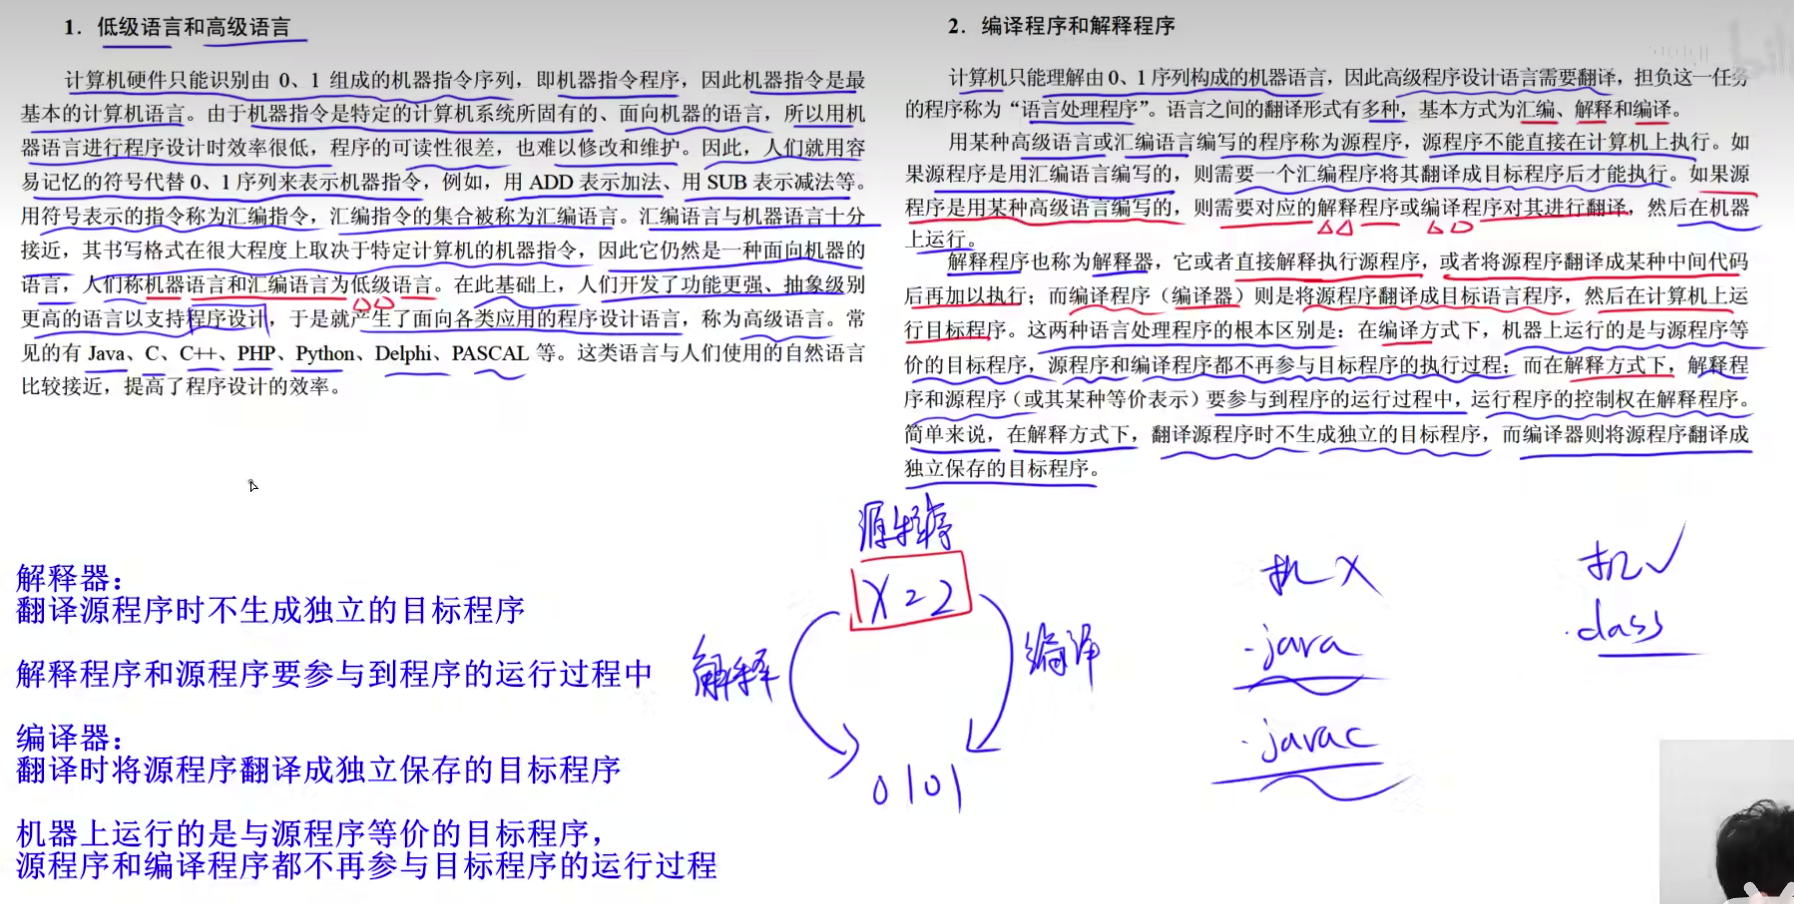 1．低级语言和高级语言
计算机硬件只能识别由 0、1 组成的机器指令序列，即机器指令程序，因此机器指令是最
基本的计算机语言。由于机器指令是特定的计算机系统所固有的、面向机器的语言，所以用机
器语言进行程序设计时效率很低，程序的可读性很差，也难以修改和维护。因此，人们就用容
易记忆的符号代替 0、1 序列来表示机器指令，例如，用 ADD 表示加法、用 SUB 表示减法等。
用符号表示的指令称为汇编指令，汇编指令的集合被称为汇编语言。汇编语言与机器语言十分
接近，其书写格式在很大程度上取决于特定计算机的机器指令，因此它仍然是一种面向机器的
语言，人们称机器语言和汇编语言为低级语言。在此基础上，人们开发了功能更强、抽象级别
更高的语言以支持程序设计，于是就产生了面向各类应用的程序设计语言，称为高级语言。常
见的有 Java、C、C++、PHP、Python、Delphi、PASCAL 等。这类语言与人们使用的自然语言
比较接近，提高了程序设计的效率。
2．编译程序和解释程序
计算机只能理解由 0、1 序列构成的机器语言，因此高级程序设计语言需要翻译，担负这一任务
的程序称为“语言处理程序”。语言之间的翻译形式有多种，基本方式为汇编、解释和编译。
用某种高级语言或汇编语言编写的程序称为源程序，源程序不能直接在计算机上执行。如
果源程序是用汇编语言编写的，则需要一个汇编程序将其翻译成目标程序后才能执行。如果源
程序是用某种高级语言编写的，则需要对应的解释程序或编译程序对其进行翻译，然后在机器
上运行。
解释程序也称为解释器，它或者直接解释执行源程序，或者将源程序翻译成某种中间代码
后再加以执行；而编译程序（编译器）则是将源程序翻译成目标语言程序，然后在计算机上运
行目标程序。这两种语言处理程序的根本区别是：在编译方式下，机器上运行的是与源程序等
价的目标程序，源程序和编译程序都不再参与目标程序的执行过程；而在解释方式下，解释程
序和源程序（或其某种等价表示）要参与到程序的运行过程中，运行程序的控制权在解释程序。
简单来说，在解释方式下，翻译源程序时不生成独立的目标程序，而编译器则将源程序翻译成
独立保存的目标程序。
解释器：
翻译源程序时不生成独立的目标程序
解释程序和源程序要参与到程序的运行过程中
编译器：
翻译时将源程序翻译成独立保存的目标程序
机器上运行的是与源程序等价的目标程序，
源程序和编译程序都不再参与目标程序的运行过程
源程序
X=2
解释
编译
0101
机 X
.java
.javac
机 ✓
.class